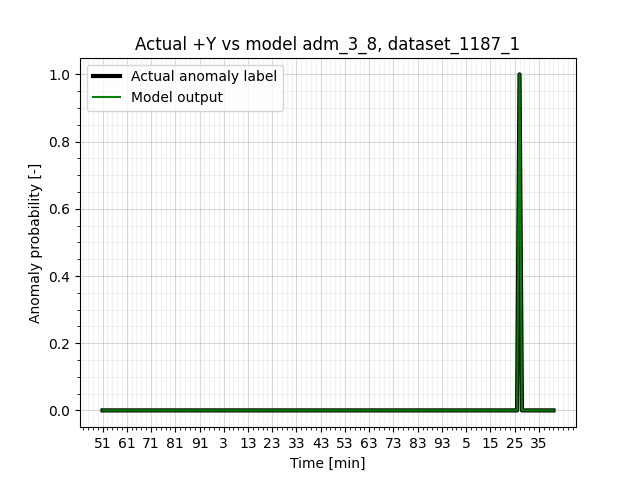 Actual +Y vs model adm_3_8, dataset_1187_1
Actual anomaly label
Model output
1.0
0.8
0.6
0.4
0.2
0.0
Anomaly probability [-]
51 61 71 81 91 3 13 23 33 43 53 63 73 83 93 5 15 25 35
Time [min]